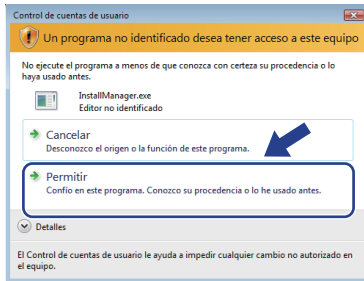 Control de cuentas de usuario
Un programa no identificado desea tener acceso a este equipo
No ejecute el programa a menos de que conozca con certeza su procedencia o lo
haya usado antes.
InstallManager.exe
Editor no identificado
Cancelar
Desconozco el origen o la función de este programa.
Permitir
Confío en este programa. Conozco su procedencia o lo he usado antes.
Detalles
El Control de cuentas de usuario le ayuda a impedir cualquier cambio no autorizado en
el equipo.